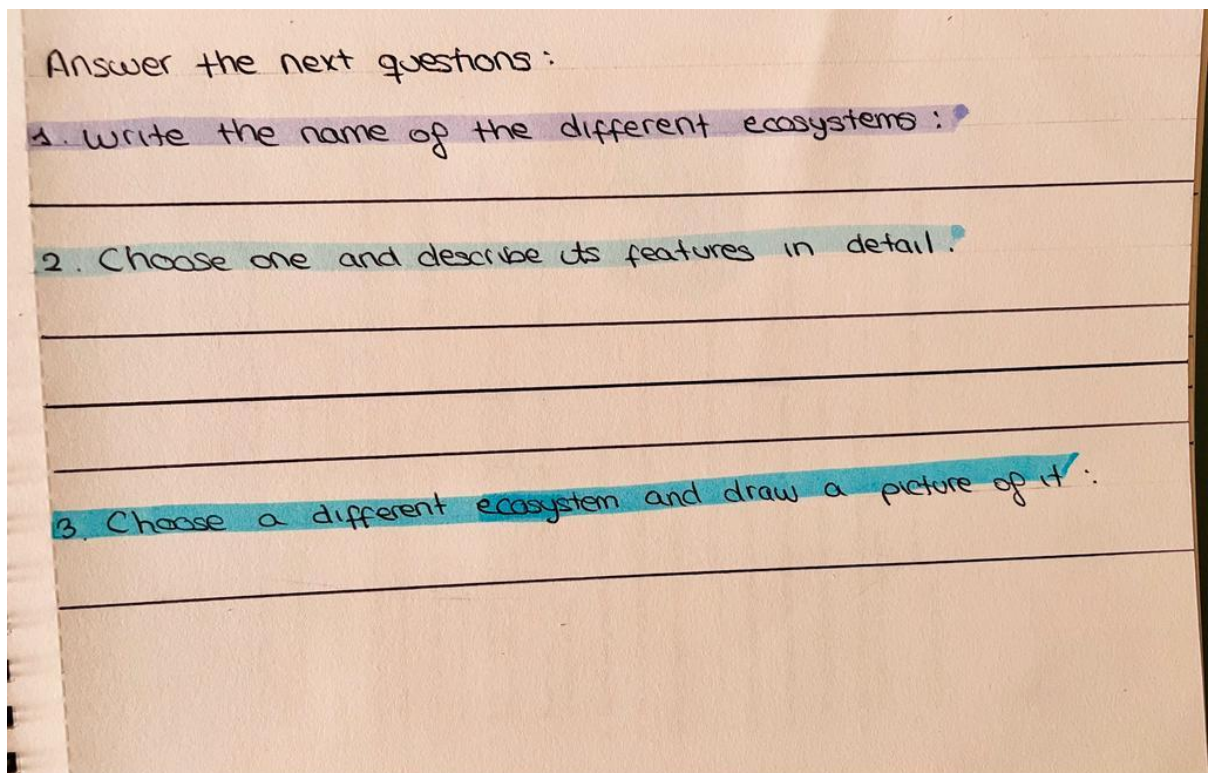 Answer the next questions:
1. Write the name of the different ecosystems:
2. Choose one and describe its features in detail.
3. Choose a different ecosystem and draw a picture of it: